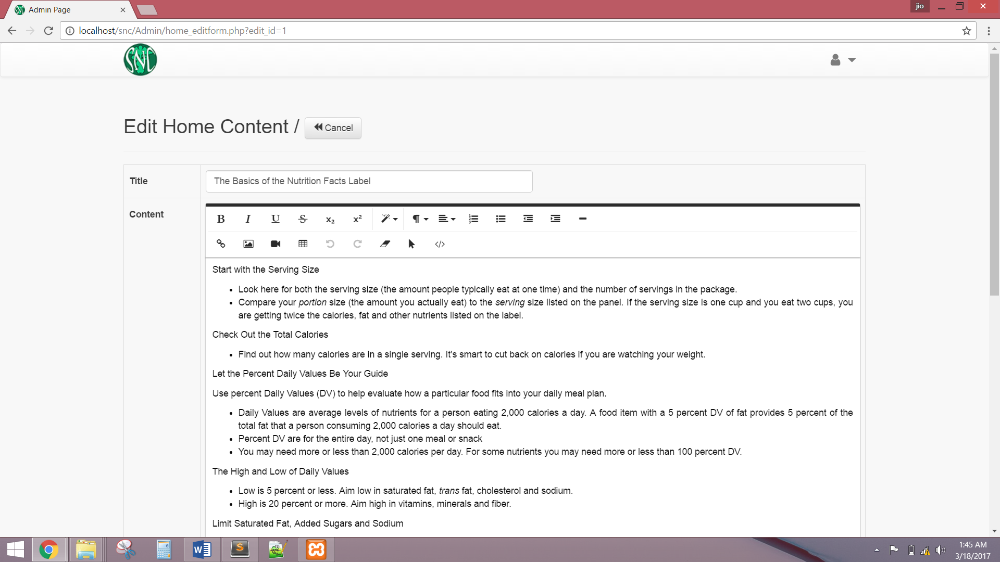 Admin Page
jio
localhost/snc/Admin/home_editform.php?edit_id=1
SNC
Edit Home Content / Cancel
Title
The Basics of the Nutrition Facts Label
Content
B I U S x₂ x²
Start with the Serving Size
Look here for both the serving size (the amount people typically eat at one time) and the number of servings in the package.
Compare your portion size (the amount you actually eat) to the serving size listed on the panel. If the serving size is one cup and you eat two cups, you
are getting twice the calories, fat and other nutrients listed on the label.
Check Out the Total Calories
Find out how many calories are in a single serving. It's smart to cut back on calories if you are watching your weight.
Let the Percent Daily Values Be Your Guide
Use percent Daily Values (DV) to help evaluate how a particular food fits into your daily meal plan.
Daily Values are average levels of nutrients for a person eating 2,000 calories a day. A food item with a 5 percent DV of fat provides 5 percent of the
total fat that a person consuming 2,000 calories a day should eat.
Percent DV are for the entire day, not just one meal or snack
You may need more or less than 2,000 calories per day. For some nutrients you may need more or less than 100 percent DV.
The High and Low of Daily Values
Low is 5 percent or less. Aim low in saturated fat, trans fat, cholesterol and sodium.
High is 20 percent or more. Aim high in vitamins, minerals and fiber.
Limit Saturated Fat, Added Sugars and Sodium
1:45 AM
3/18/2017